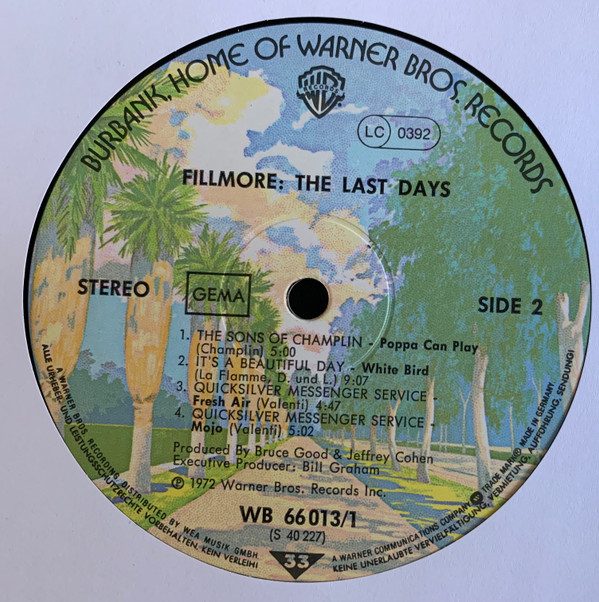 BURBANK, HOME OF WARNER BROS. RECORDS
WB
RECORDS
LC 0392
FILLMORE: THE LAST DAYS
STEREO
GEMA
SIDE 2
1. THE SONS OF CHAMPLIN - Poppa Can Play
(Champlin) 5:00
2. IT'S A BEAUTIFUL DAY - White Bird
(La Flamme, D. und L.) 9:07
3. QUICKSILVER MESSENGER SERVICE -
Fresh Air (Valenti) 4:47
4. QUICKSILVER MESSENGER SERVICE -
Mojo (Valenti) 5:02
Produced By Bruce Good & Jeffrey Cohen
Executive Producer: Bill Graham
℗ 1972 Warner Bros. Records Inc.
WB 66 013/1
(S 40 227)
33
A WARNER BROS. RECORDING DISTRIBUTED BY WEA MUSIK GMBH.
ALLE URHEBER- UND LEISTUNGSSCHUTZRECHTE VORBEHALTEN. KEIN VERLEIH!
A WARNER COMMUNICATIONS COMPANY TRADE MARKED MADE IN GERMANY
KEINE UNERLAUBTE VERVIELFÄLTIGUNG, VERMIETUNG, AUFFÜHRUNG, SENDUNG!